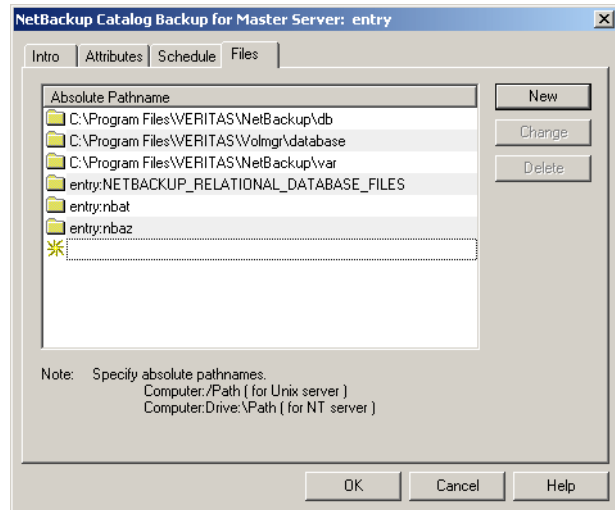 NetBackup Catalog Backup for Master Server: entry
Intro Attributes Schedule Files
Absolute Pathname
C:\Program Files\VERITAS\NetBackup\db
C:\Program Files\VERITAS\Volmgr\database
C:\Program Files\VERITAS\NetBackup\var
entry:NETBACKUP_RELATIONAL_DATABASE_FILES
entry:nbat
entry:nbaz
New
Change
Delete
Note: Specify absolute pathnames.
Computer:/Path ( for Unix server )
Computer:Drive:\Path ( for NT server )
OK Cancel Help